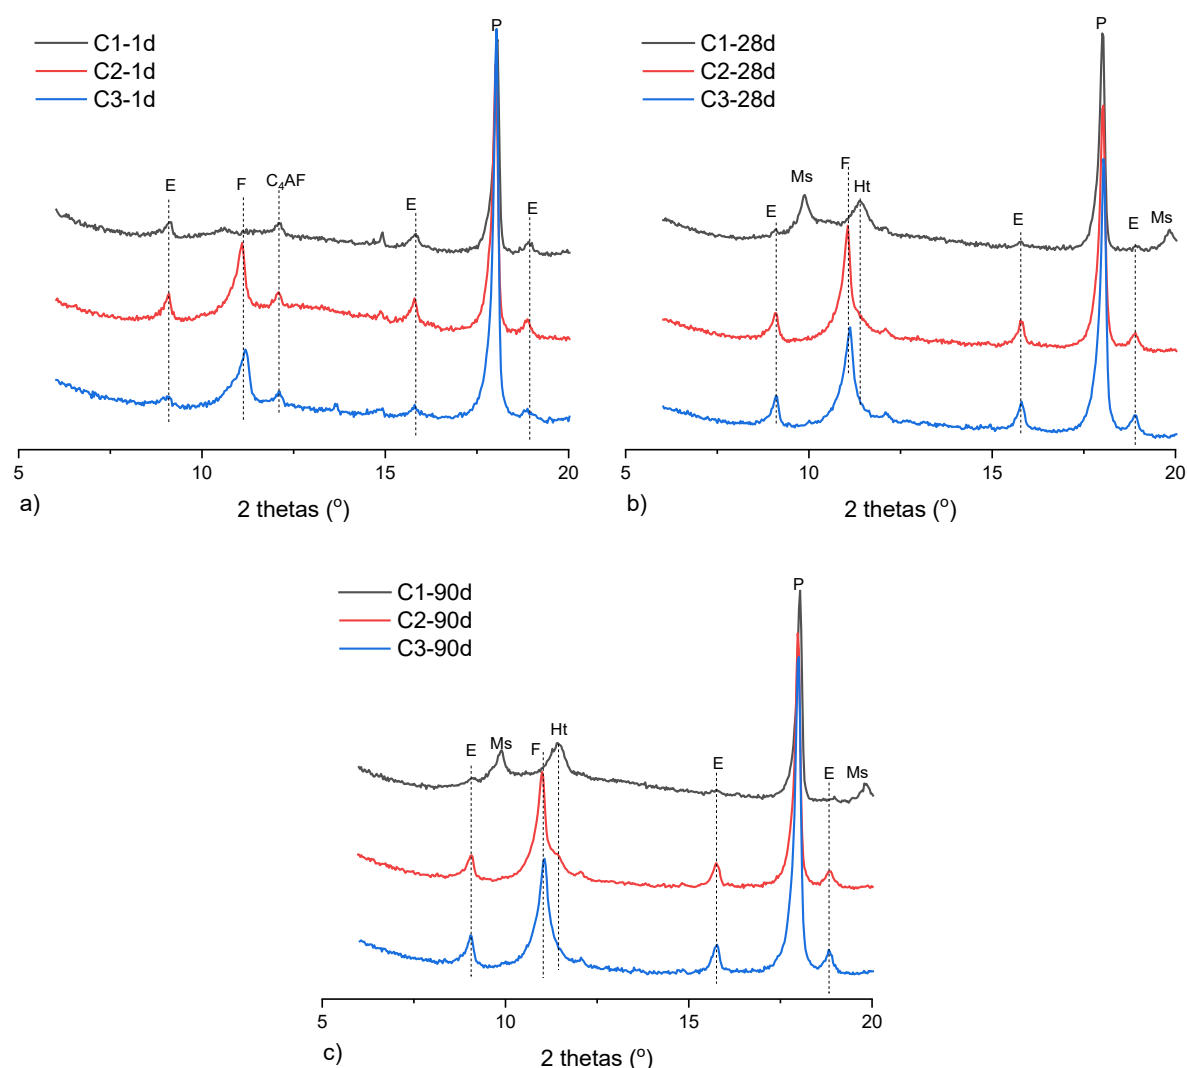 C1-1d
C2-1d
C3-1d
P
E
F
C₄AF
E
E
5
10
15
20
a)
2 thetas (º)
C1-28d
C2-28d
C3-28d
P
E
Ms
F
Ht
E
E
Ms
5
10
15
20
b)
2 thetas (º)
C1-90d
C2-90d
C3-90d
P
E
Ms
F
Ht
E
E
Ms
5
10
15
20
c)
2 thetas (º)